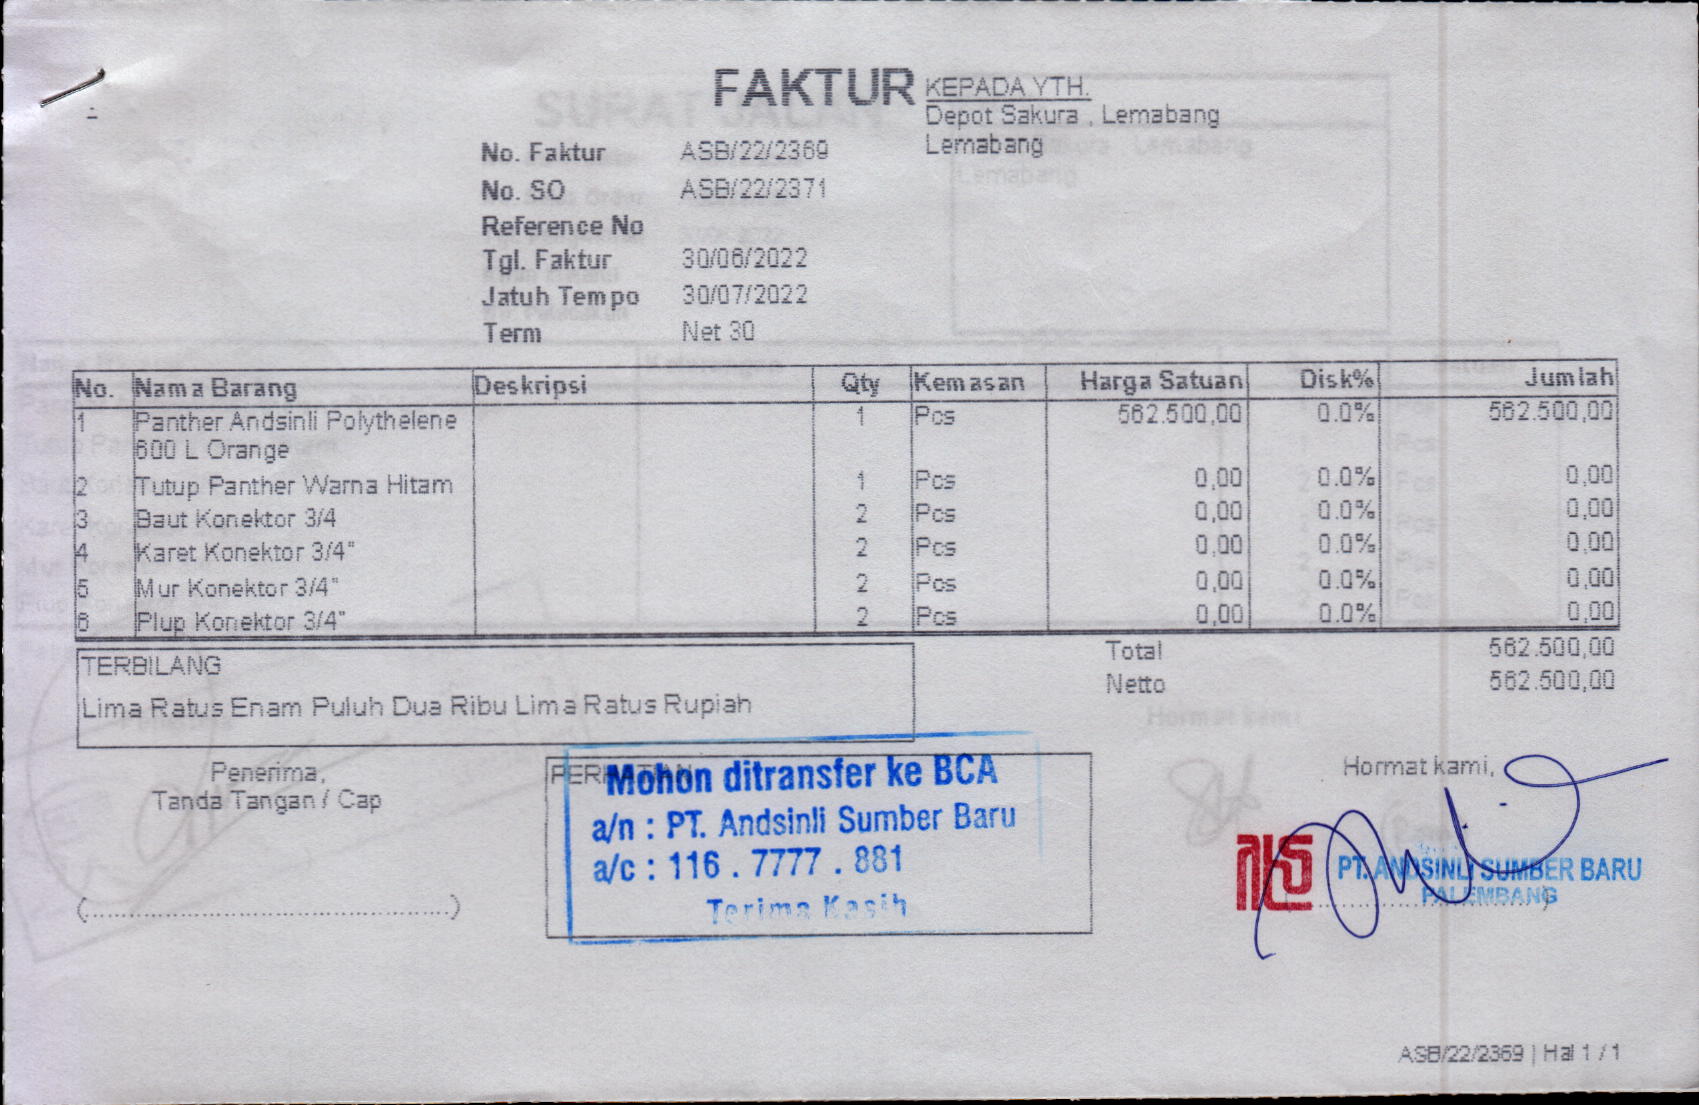 FAKTUR
KEPADA YTH.
Depot Sakura , Lemabang
Lemabang
No. Faktur ASB/22/2369
No. SO ASB/22/2371
Reference No
Tgl. Faktur 30/06/2022
Jatuh Tempo 30/07/2022
Term Net 30
No. Nama Barang Deskripsi Qty Kemasan Harga Satuan Disk% Jumlah
1 Panther Andsinli Polythelene 1 Pcs 562.500,00 0.0% 562.500,00
600 L Orange
2 Tutup Panther Warna Hitam 1 Pcs 0,00 0.0% 0,00
3 Baut Konektor 3/4 2 Pcs 0,00 0.0% 0,00
4 Karet Konektor 3/4" 2 Pcs 0,00 0.0% 0,00
5 Mur Konektor 3/4" 2 Pcs 0,00 0.0% 0,00
6 Plup Konektor 3/4" 2 Pcs 0,00 0.0% 0,00
TERBILANG
Lima Ratus Enam Puluh Dua Ribu Lima Ratus Rupiah
Total 562.500,00
Netto 562.500,00
Penerima,
Tanda Tangan / Cap
(..............................................)
PERHATIAN
Mohon ditransfer ke BCA
a/n : PT. Andsinli Sumber Baru
a/c : 116 . 7777 . 881
Terima Kasih
Hormat kami,
PT. ANDSINLI SUMBER BARU
PALEMBANG
ASB/22/2369 | Hal 1 / 1